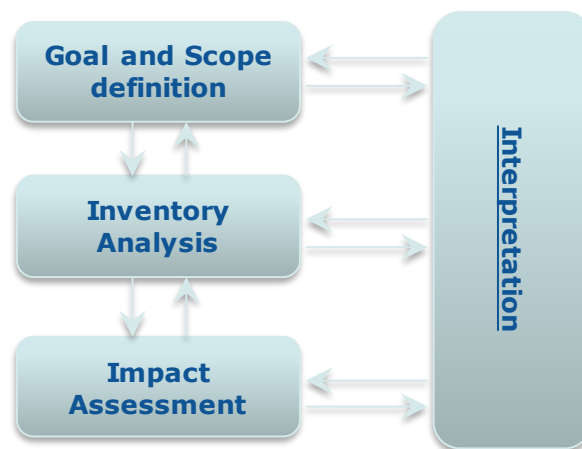 Goal and Scope
definition
Inventory
Analysis
Impact
Assessment
Interpretation